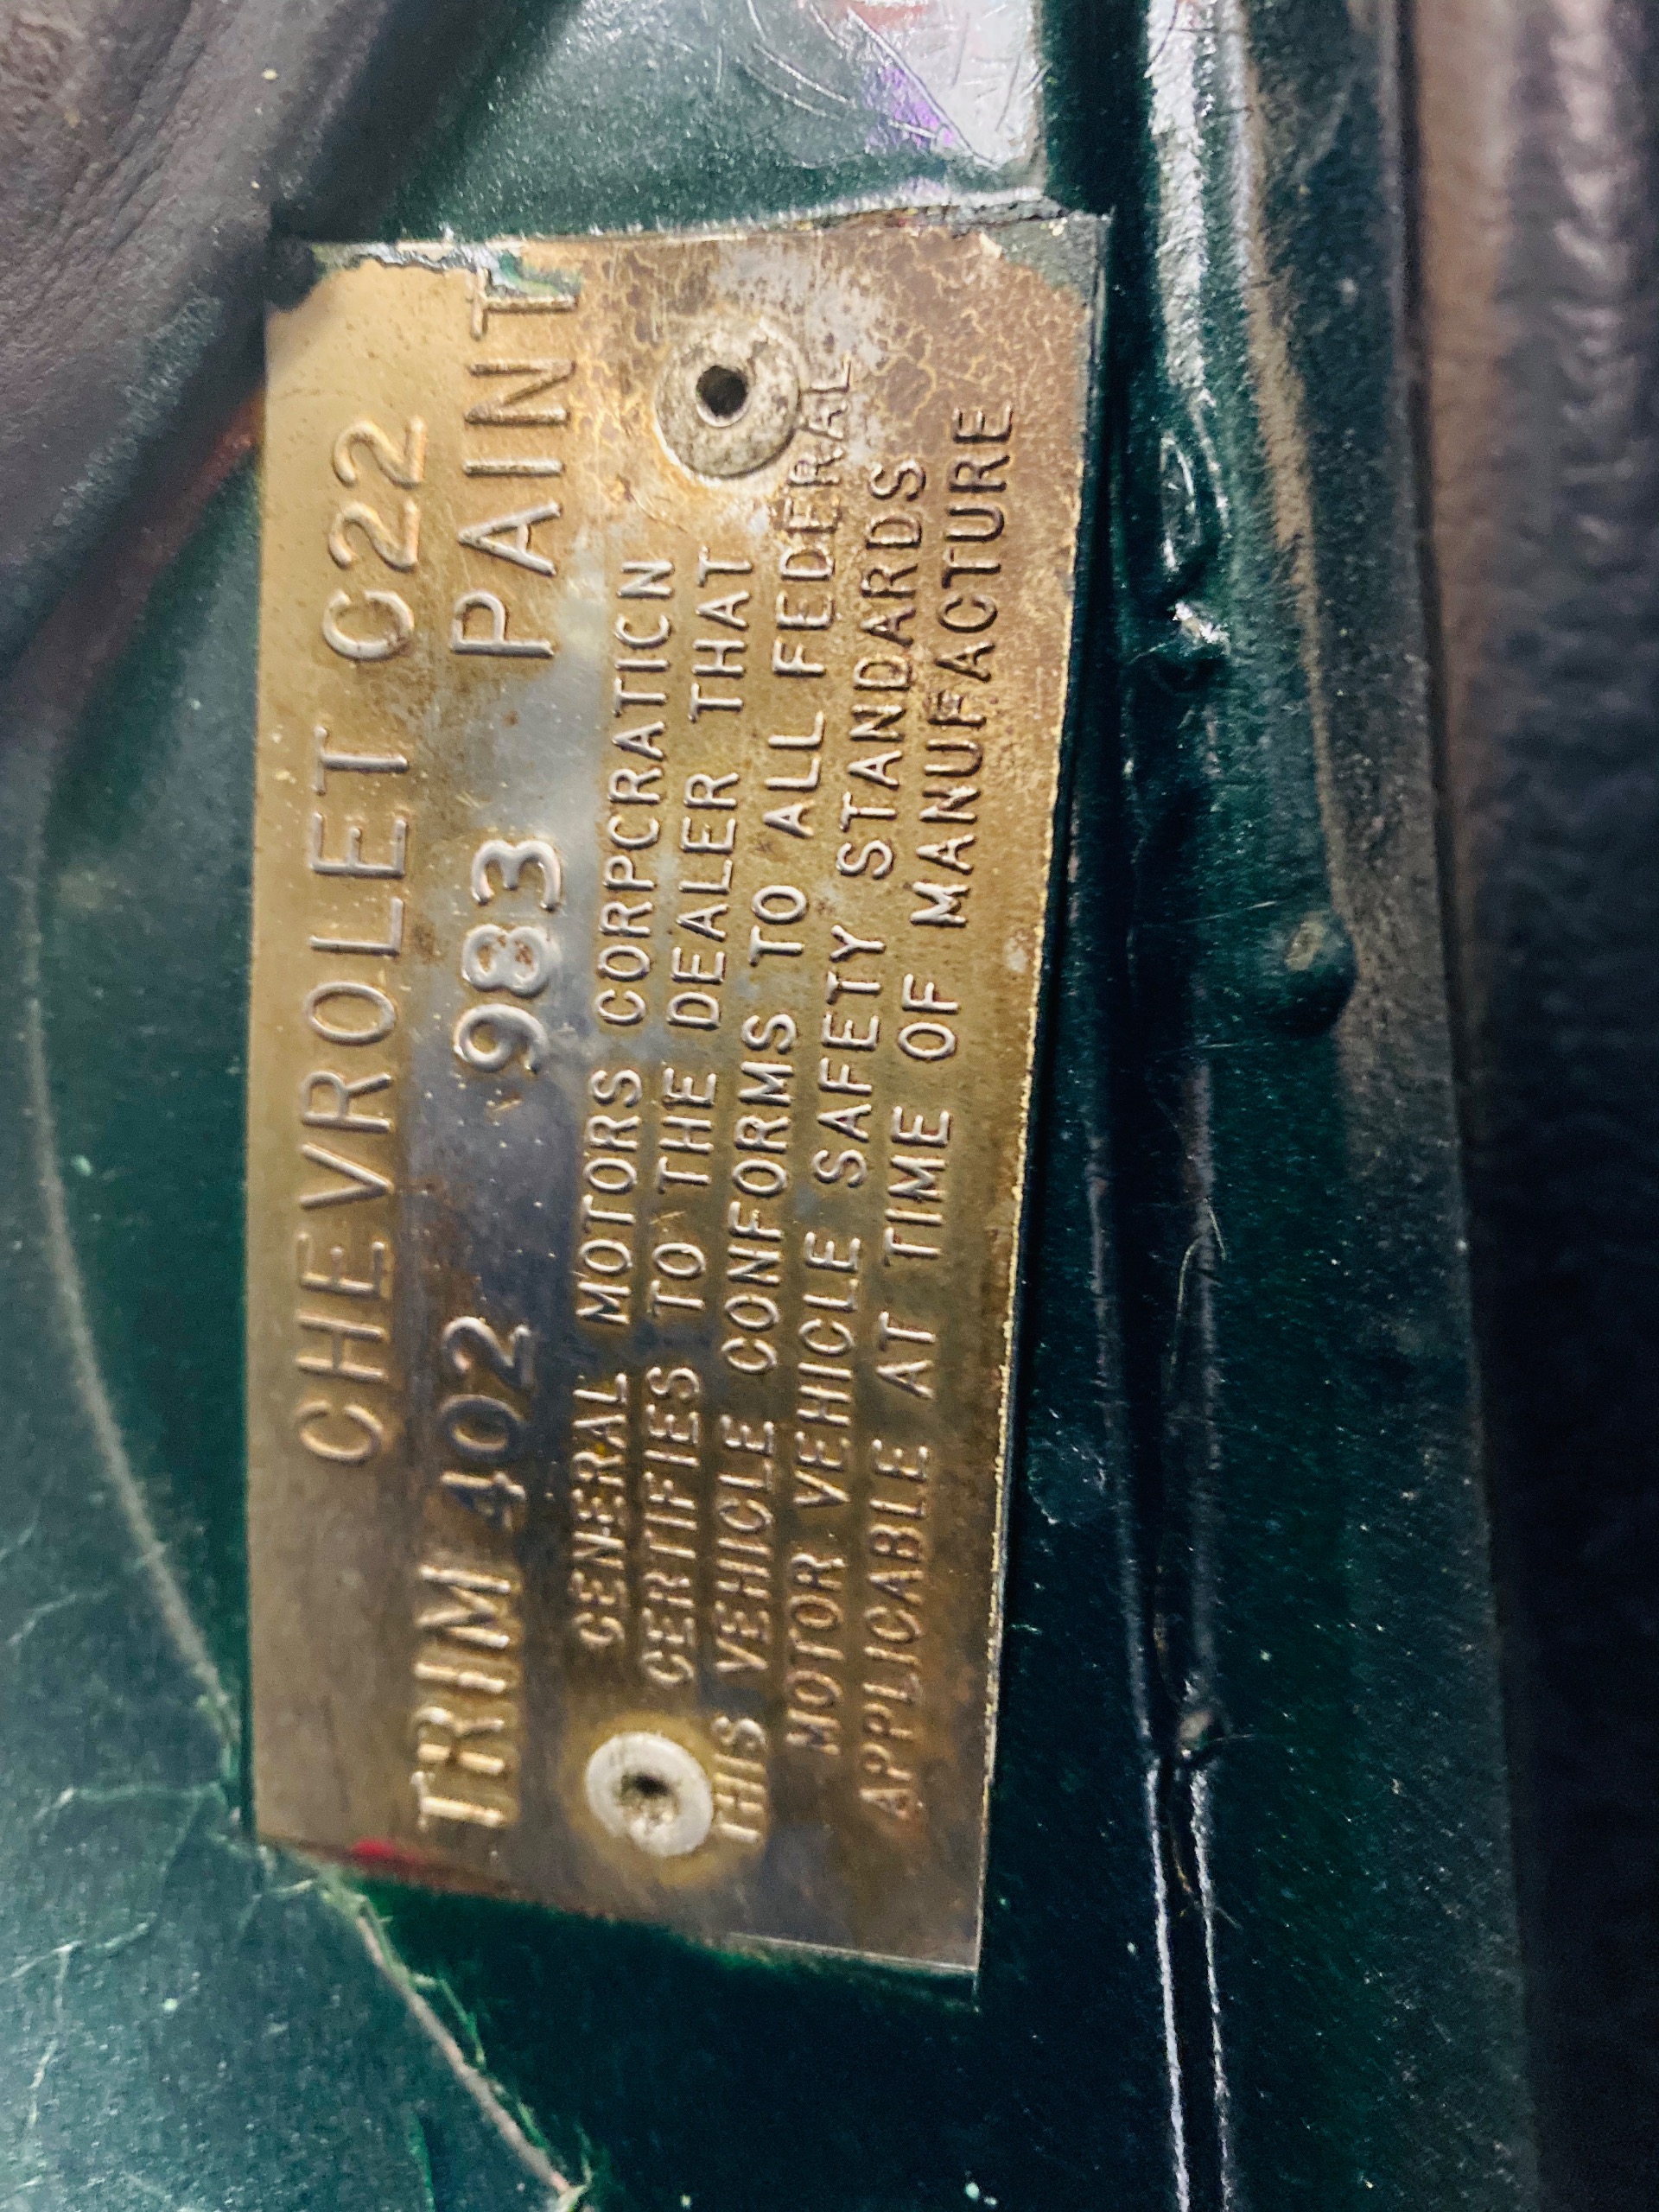 CHEVROLET C22
TRIM 402 983 PAINT
GENERAL MOTORS CORPCRATICN
CERTIFIES TO THE DEALER THAT
THIS VEHICLE CONFORMS TO ALL FEDERAL
MOTOR VEHICLE SAFETY STANDARDS
APPLICABLE AT TIME OF MANUFACTURE